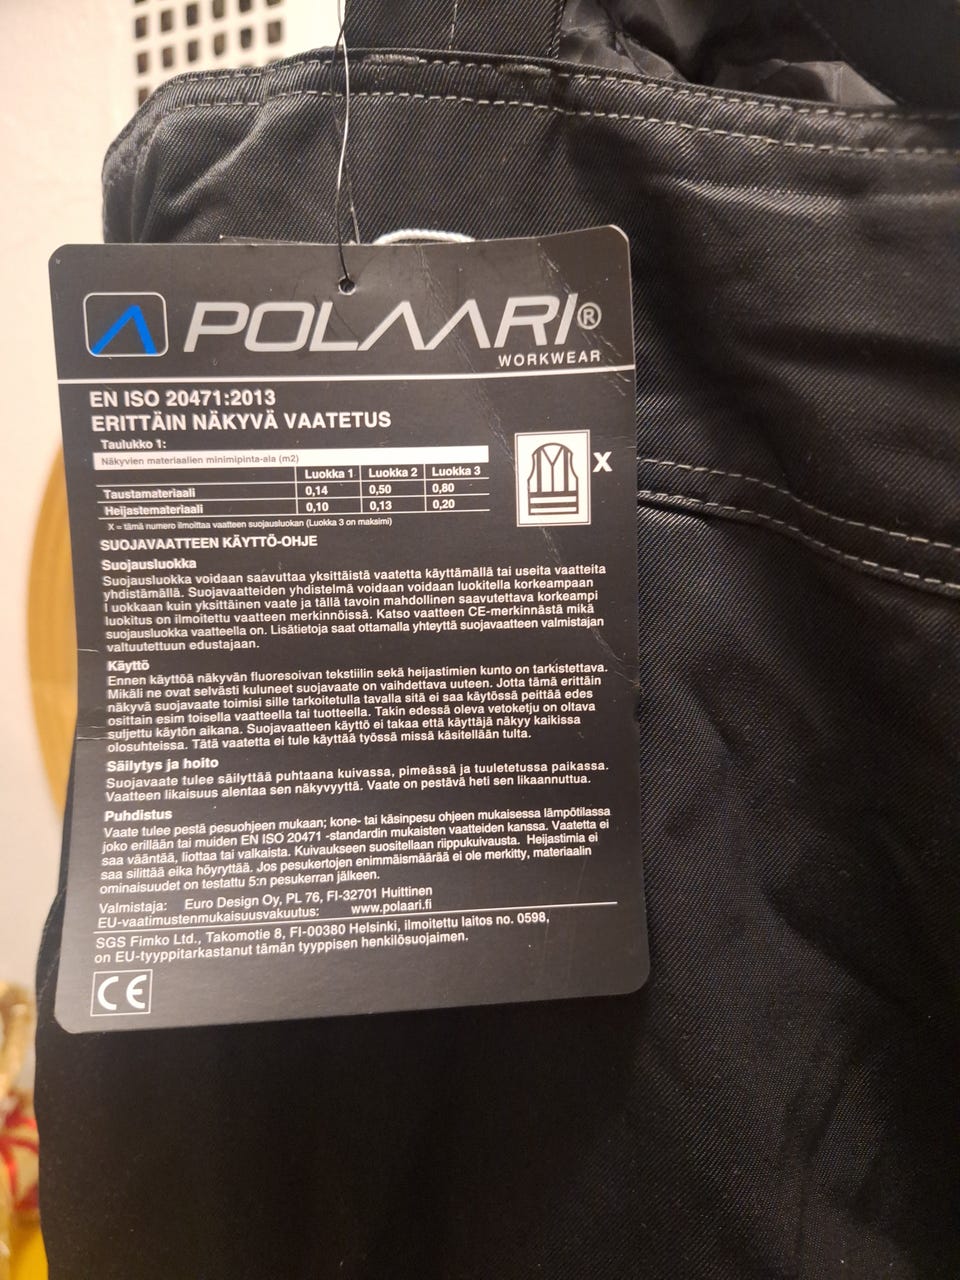 POLAARI®
WORKWEAR
EN ISO 20471:2013
ERITTÄIN NÄKYVÄ VAATETUS
Taulukko 1:
Näkyvien materiaalien minimipinta-ala (m2)
Luokka 1 Luokka 2 Luokka 3
Taustamateriaali 0,14 0,50 0,80
Heijastemateriaali 0,10 0,13 0,20
X = tämä numero ilmoittaa vaatteen suojausluokan (Luokka 3 on maksimi)
X
SUOJAVAATTEEN KÄYTTÖ-OHJE
Suojausluokka
Suojausluokka voidaan saavuttaa yksittäistä vaatetta käyttämällä tai useita vaatteita
yhdistämällä. Suojavaatteiden yhdistelmä voidaan voidaan luokitella korkeampaan
l uokkaan kuin yksittäinen vaate ja tällä tavoin mahdollinen saavutettava korkeampi
luokitus on ilmoitettu vaatteen merkinnöissä. Katso vaatteen CE-merkinnästä mikä
suojausluokka vaatteella on. Lisätietoja saat ottamalla yhteyttä suojavaatteen valmistajan
valtuutettuun edustajaan.
Käyttö
Ennen käyttöä näkyvän fluoresoivan tekstiilin sekä heijastimien kunto on tarkistettava.
Mikäli ne ovat selvästi kuluneet suojavaate on vaihdettava uuteen. Jotta tämä erittäin
näkyvä suojavaate toimisi sille tarkoitetulla tavalla sitä ei saa käytössä peittää edes
osittain esim toisella vaatteella tai tuotteella. Takin edessä oleva vetoketju on oltava
suljettu käytön aikana. Suojavaatteen käyttö ei takaa että käyttäjä näkyy kaikissa
olosuhteissa. Tätä vaatetta ei tule käyttää työssä missä käsitellään tulta.
Säilytys ja hoito
Suojavaate tulee säilyttää puhtaana kuivassa, pimeässä ja tuuletetussa paikassa.
Vaatteen likaisuus alentaa sen näkyvyyttä. Vaate on pestävä heti sen likaannuttua.
Puhdistus
Vaate tulee pestä pesuohjeen mukaan; kone- tai käsinpesu ohjeen mukaisessa lämpötilassa
joko erillään tai muiden EN ISO 20471 -standardin mukaisten vaatteiden kanssa. Vaatetta ei
saa vääntää, liottaa tai valkaista. Kuivaukseen suositellaan riippukuivausta. Heijastimia ei
saa silittää eika höyryttää. Jos pesukertojen enimmäismäärää ei ole merkitty, materiaalin
ominaisuudet on testattu 5:n pesukerran jälkeen.
Valmistaja: Euro Design Oy, PL 76, FI-32701 Huittinen
EU-vaatimustenmukaisuusvakuutus: www.polaari.fi
SGS Fimko Ltd., Takomotie 8, FI-00380 Helsinki, ilmoitettu laitos no. 0598,
on EU-tyyppitarkastanut tämän tyyppisen henkilösuojaimen.
CE